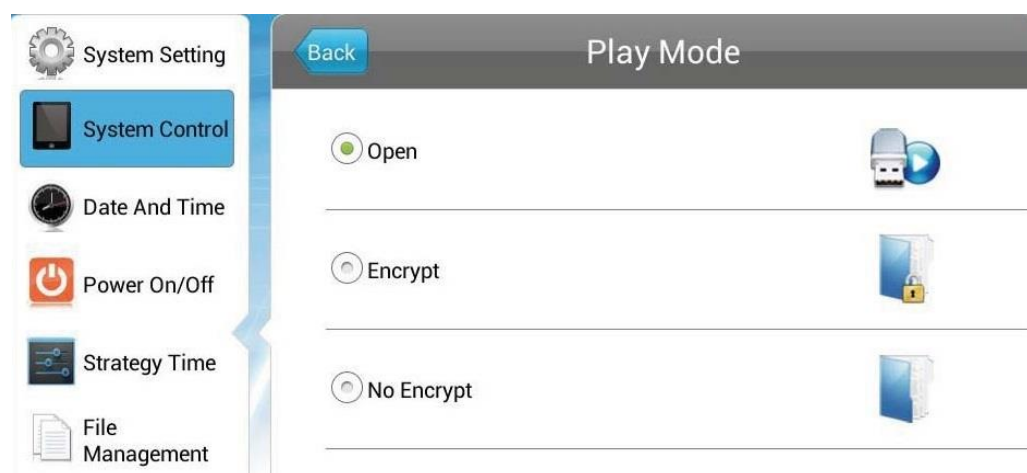 System Setting
System Control
Date And Time
Power On/Off
Strategy Time
File
Management
Back
Play Mode
Open
Encrypt
No Encrypt